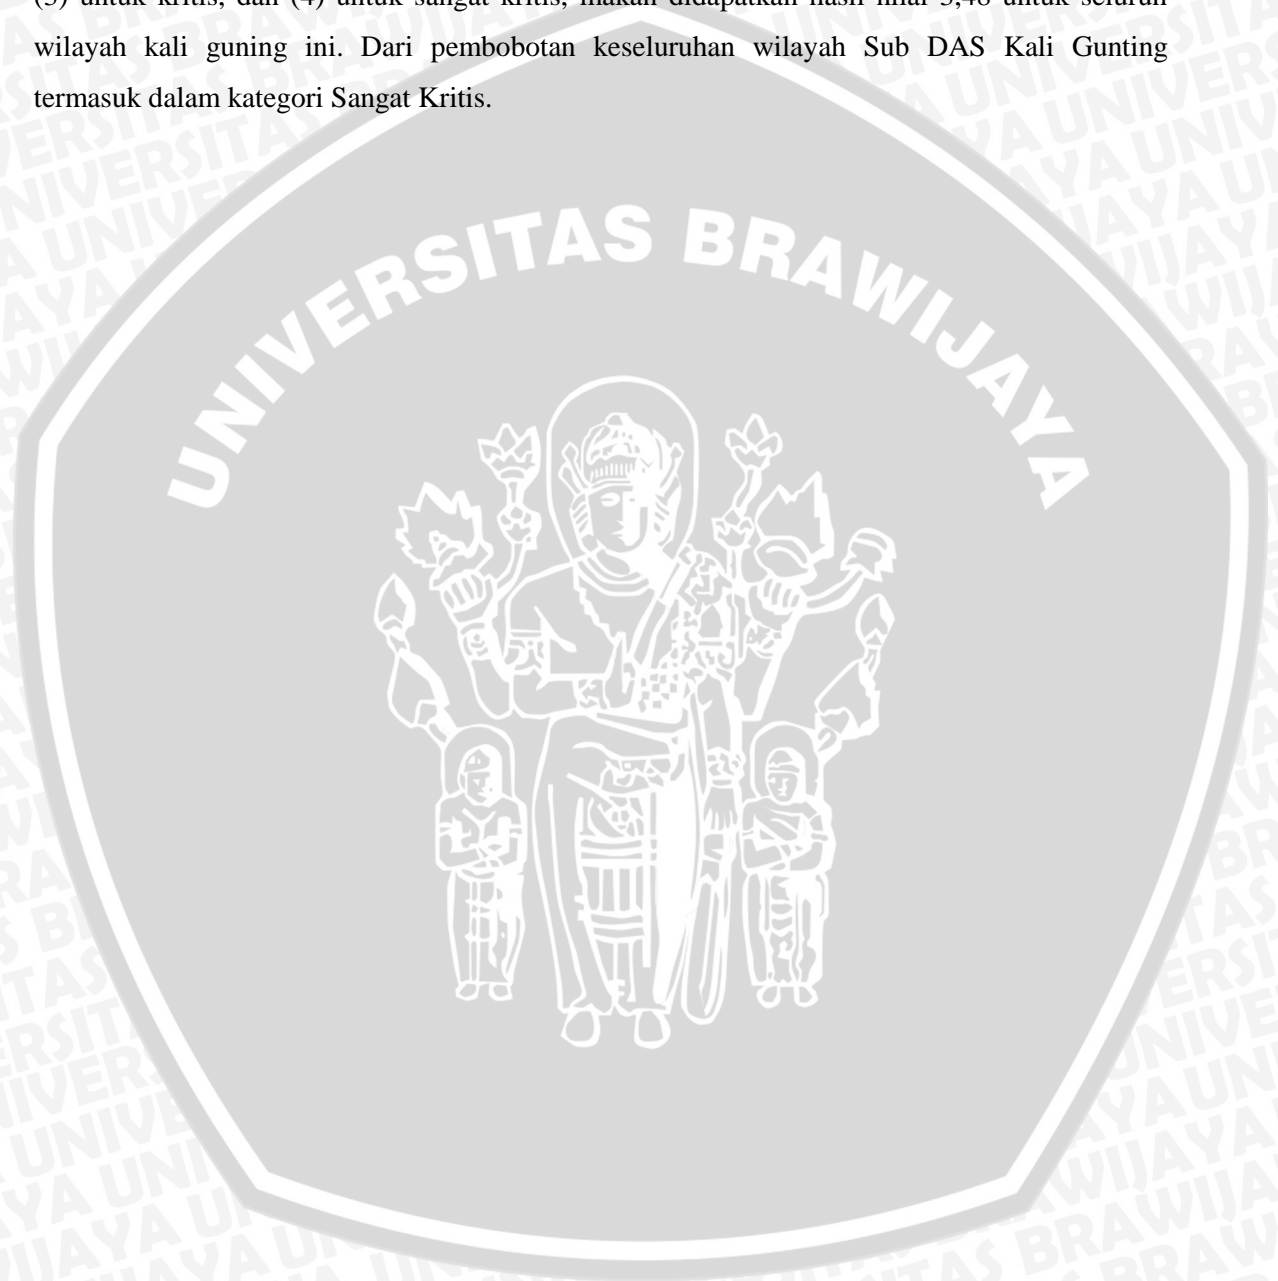 (3) untuk kritis, dan (4) untuk sangat kritis, makan didapatkan hasil nilai 3,48 untuk seluruh
wilayah kali guning ini. Dari pembobotan keseluruhan wilayah Sub DAS Kali Gunting
termasuk dalam kategori Sangat Kritis.
UNIVERSITAS BRAWIJAYA